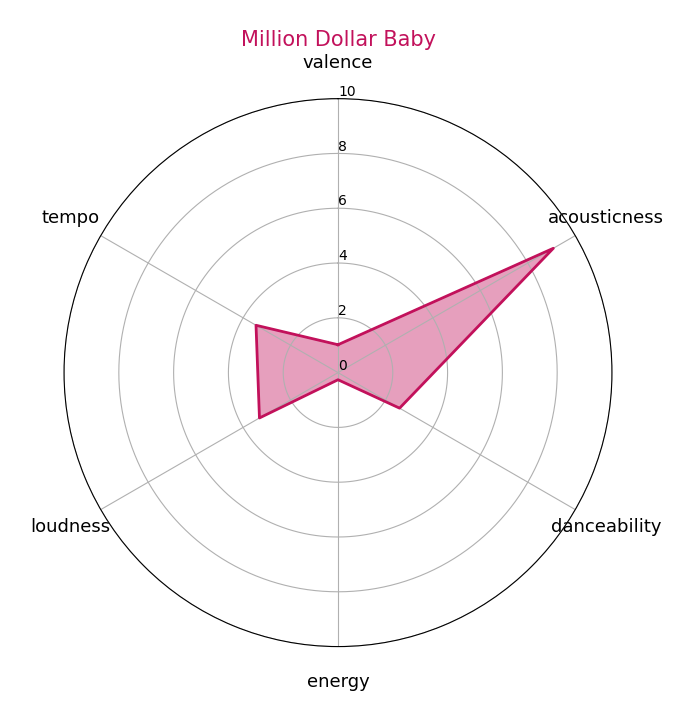 Million Dollar Baby
valence
10
8
6
4
2
0
tempo
acousticness
loudness
danceability
energy